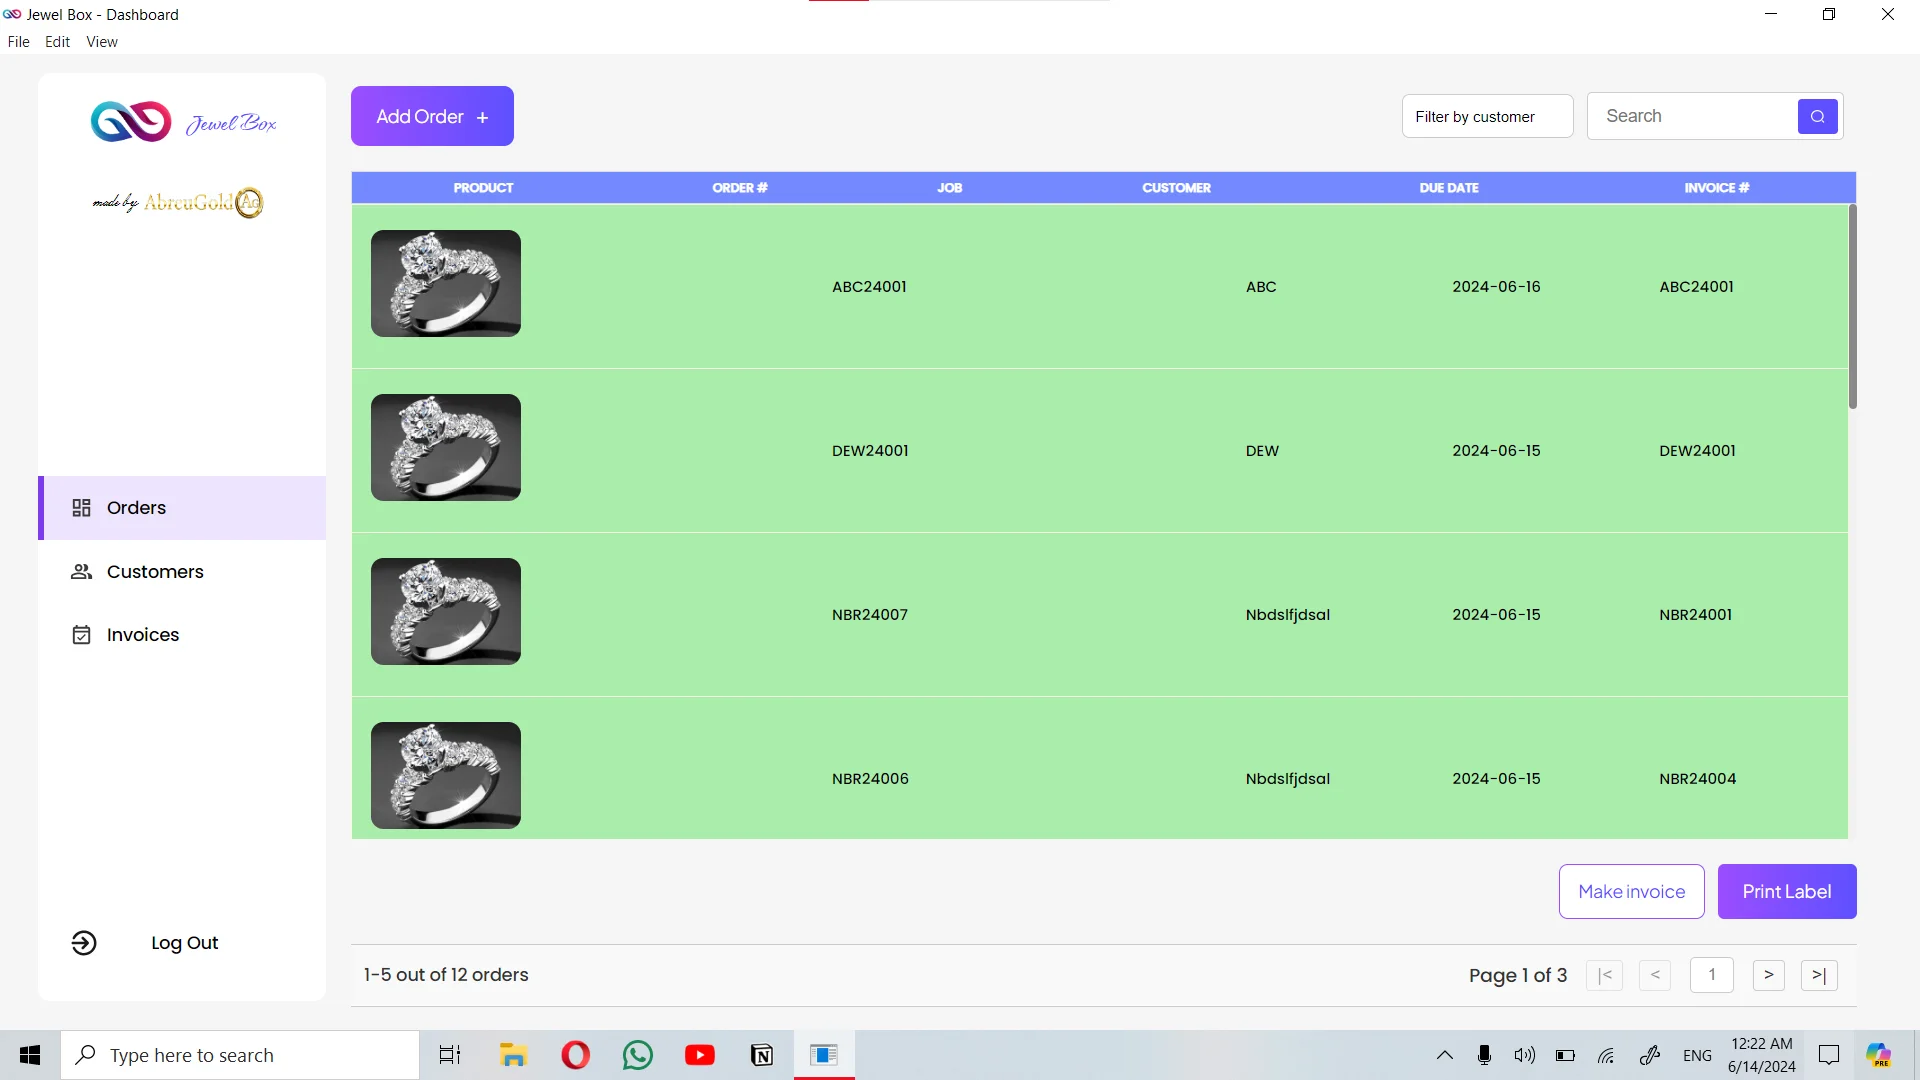 Jewel Box - Dashboard
File Edit View
Jewel Box
made by AbreuGold AG
Orders
Customers
Invoices
Log Out
Add Order +
Filter by customer
Search
PRODUCT ORDER # JOB CUSTOMER DUE DATE INVOICE #
ABC24001 ABC 2024-06-16 ABC24001
DEW24001 DEW 2024-06-15 DEW24001
NBR24007 Nbdslfjdsal 2024-06-15 NBR24001
NBR24006 Nbdslfjdsal 2024-06-15 NBR24004
Make invoice Print Label
1-5 out of 12 orders
Page 1 of 3 |< < 1 > >|
Type here to search
N
ENG
12:22 AM
6/14/2024
PRE